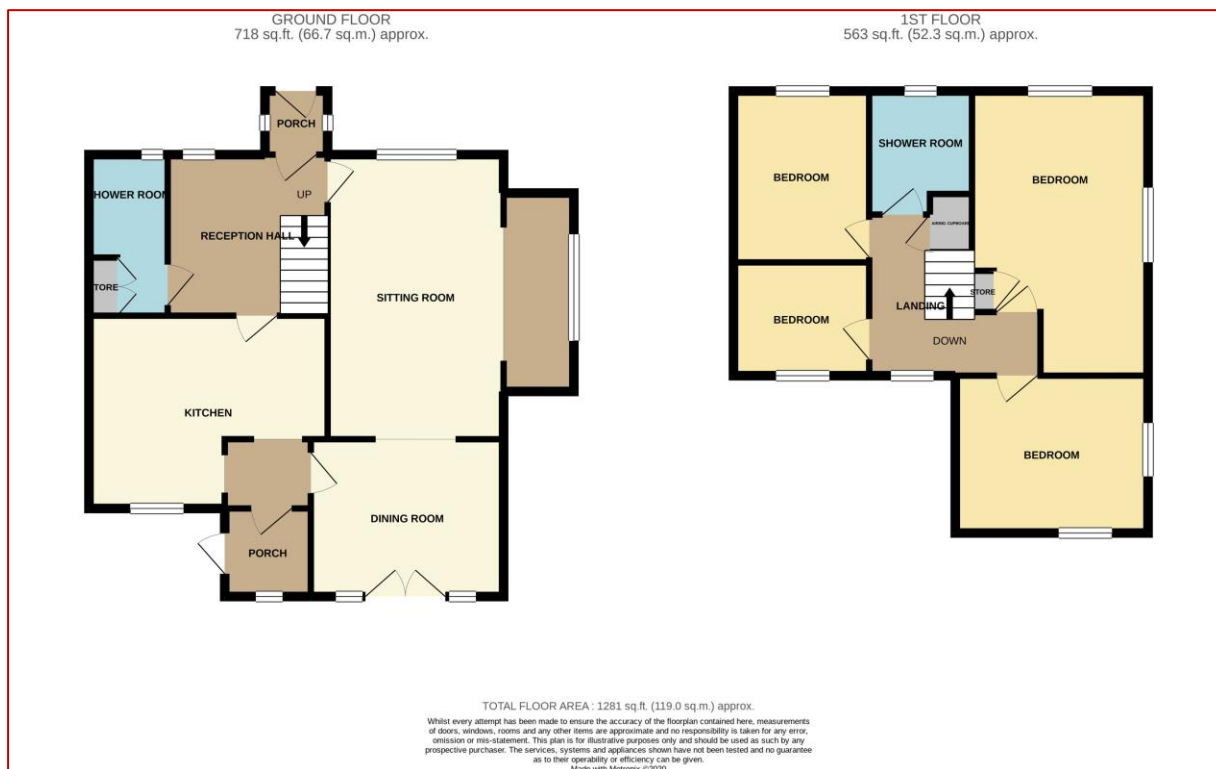 GROUND FLOOR
718 sq.ft. (66.7 sq.m.) approx.
PORCH
HOWER ROOM
UP
RECEPTION HALL
TORE
SITTING ROOM
KITCHEN
DINING ROOM
PORCH
1ST FLOOR
563 sq.ft. (52.3 sq.m.) approx.
SHOWER ROOM
BEDROOM
BEDROOM
AIRING CUPBOARD
STORE
LANDING
BEDROOM
DOWN
BEDROOM
TOTAL FLOOR AREA : 1281 sq.ft. (119.0 sq.m.) approx.
Whilst every attempt has been made to ensure the accuracy of the floorplan contained here, measurements
of doors, windows, rooms and any other items are approximate and no responsibility is taken for any error,
omission or mis-statement. This plan is for illustrative purposes only and should be used as such by any
prospective purchaser. The services, systems and appliances shown have not been tested and no guarantee
as to their operability or efficiency can be given.
Made with Metropix ©2020